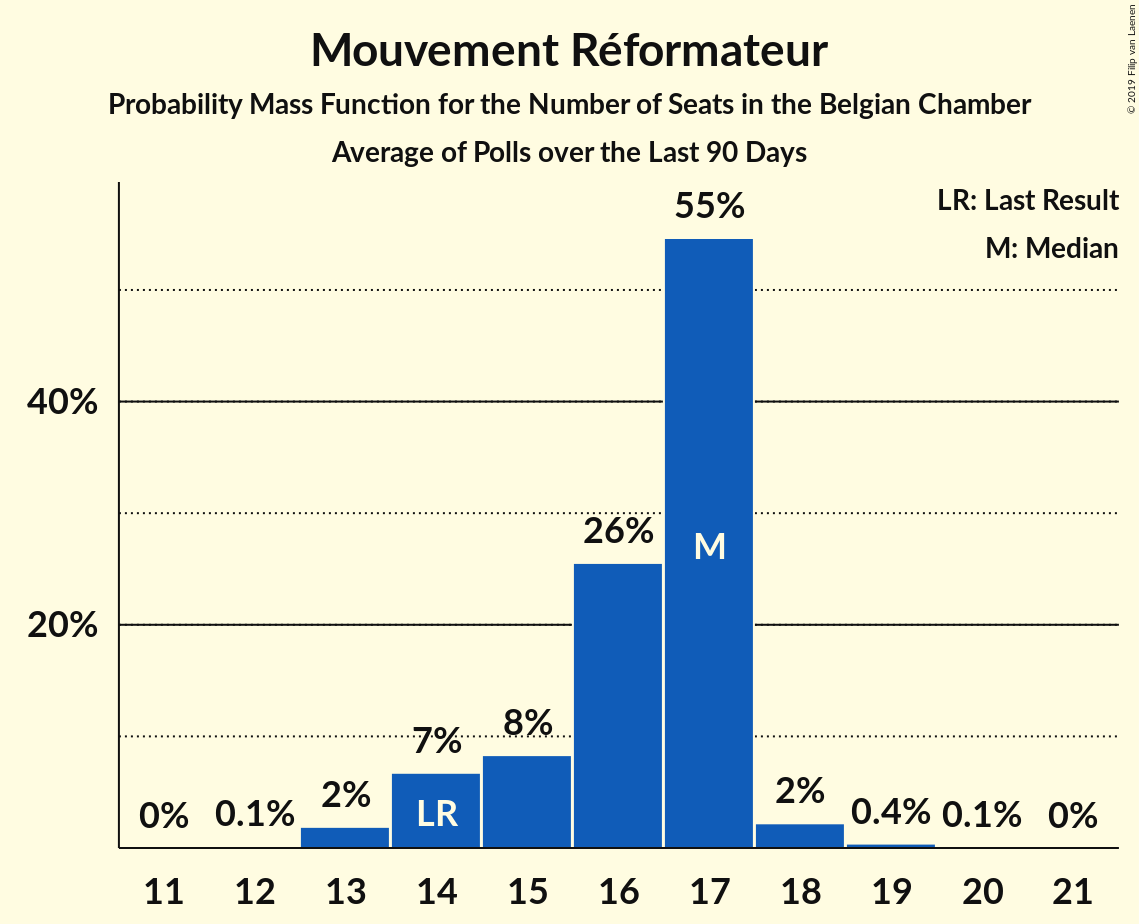 Mouvement Réformateur
Probability Mass Function for the Number of Seats in the Belgian Chamber
Average of Polls over the Last 90 Days
© 2019 Filip van Laenen
LR: Last Result
M: Median
55%
40%
26%
M
20%
8%
7%
2%
LR
2%
0%
0.1%
0.4%
0.1%
0%
11 12 13 14 15 16 17 18 19 20 21